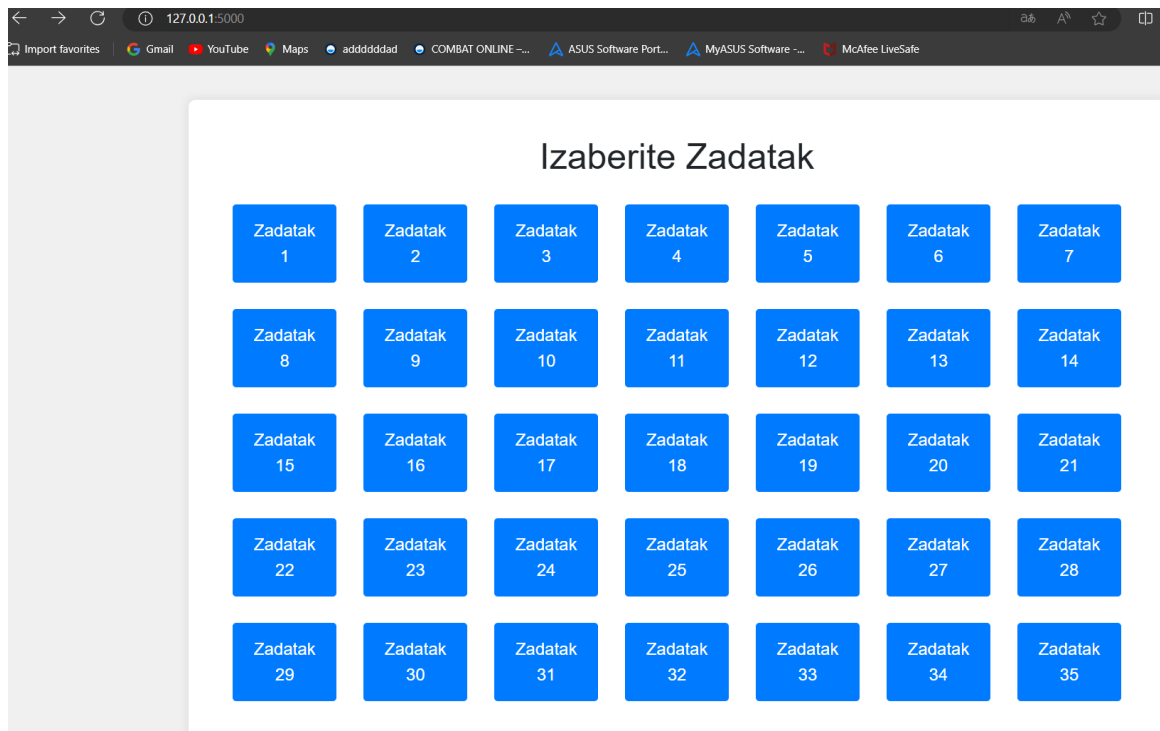 127.0.0.1:5000
Import favorites Gmail YouTube Maps adddddad COMBAT ONLINE –... ASUS Software Port... MyASUS Software -... McAfee LiveSafe
Izaberite Zadatak
Zadatak Zadatak Zadatak Zadatak Zadatak Zadatak Zadatak
1 2 3 4 5 6 7
Zadatak Zadatak Zadatak Zadatak Zadatak Zadatak Zadatak
8 9 10 11 12 13 14
Zadatak Zadatak Zadatak Zadatak Zadatak Zadatak Zadatak
15 16 17 18 19 20 21
Zadatak Zadatak Zadatak Zadatak Zadatak Zadatak Zadatak
22 23 24 25 26 27 28
Zadatak Zadatak Zadatak Zadatak Zadatak Zadatak Zadatak
29 30 31 32 33 34 35